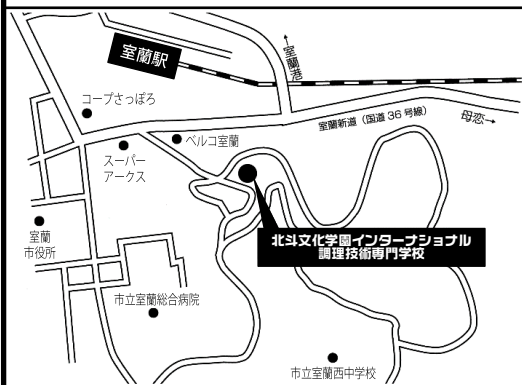 室蘭駅
←室蘭港
コープさっぽろ
室蘭新道（国道36号線）
母恋→
ベルコ室蘭
スーパー
アークス
室蘭
市役所
北斗文化学園インターナショナル
調理技術専門学校
市立室蘭総合病院
市立室蘭西中学校